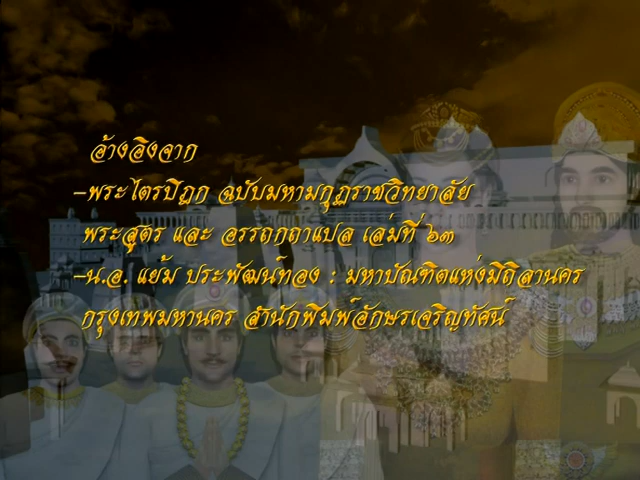 อ้างอิงจาก
-พระไตรปิฎก ฉบับมหามกุฏราชวิทยาลัย
พระสูตร และ อรรถกถาแปล เล่มที่ ๖๓
-น.อ. แย้ม ประพัฒน์ทอง : มหาบัณฑิตแห่งมิถิลานคร
กรุงเทพมหานคร สำนักพิมพ์อักษรเจริญทัศน์